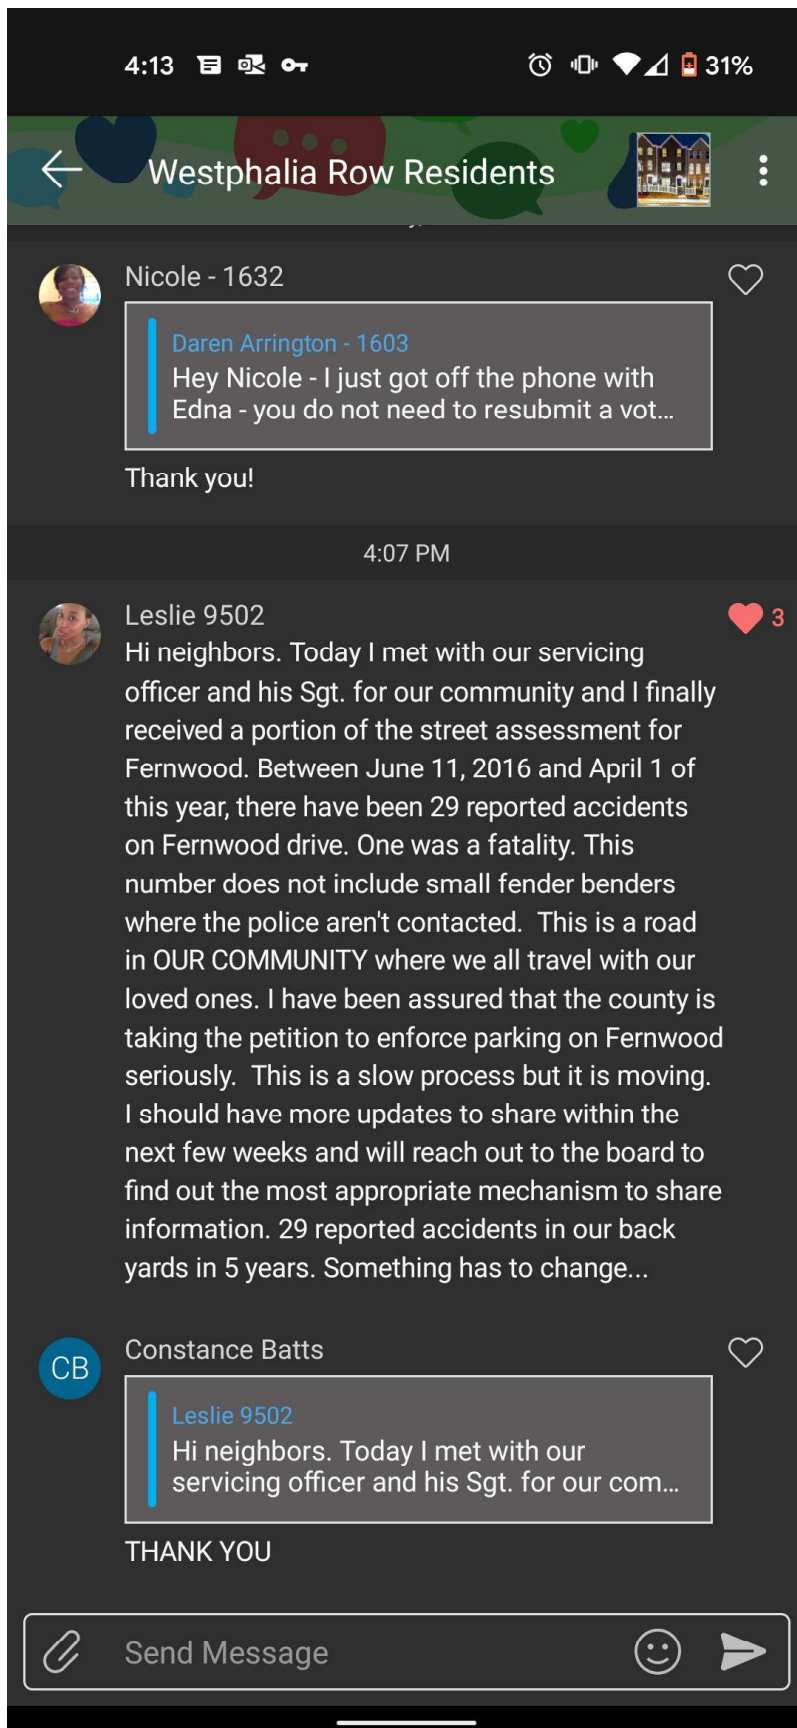 4:13
31%
Westphalia Row Residents
Nicole - 1632
Daren Arrington - 1603
Hey Nicole - I just got off the phone with
Edna - you do not need to resubmit a vot...
Thank you!
4:07 PM
Leslie 9502
3
Hi neighbors. Today I met with our servicing
officer and his Sgt. for our community and I finally
received a portion of the street assessment for
Fernwood. Between June 11, 2016 and April 1 of
this year, there have been 29 reported accidents
on Fernwood drive. One was a fatality. This
number does not include small fender benders
where the police aren't contacted.  This is a road
in OUR COMMUNITY where we all travel with our
loved ones. I have been assured that the county is
taking the petition to enforce parking on Fernwood
seriously.  This is a slow process but it is moving.
I should have more updates to share within the
next few weeks and will reach out to the board to
find out the most appropriate mechanism to share
information. 29 reported accidents in our back
yards in 5 years. Something has to change...
CB
Constance Batts
Leslie 9502
Hi neighbors. Today I met with our
servicing officer and his Sgt. for our com...
THANK YOU
Send Message